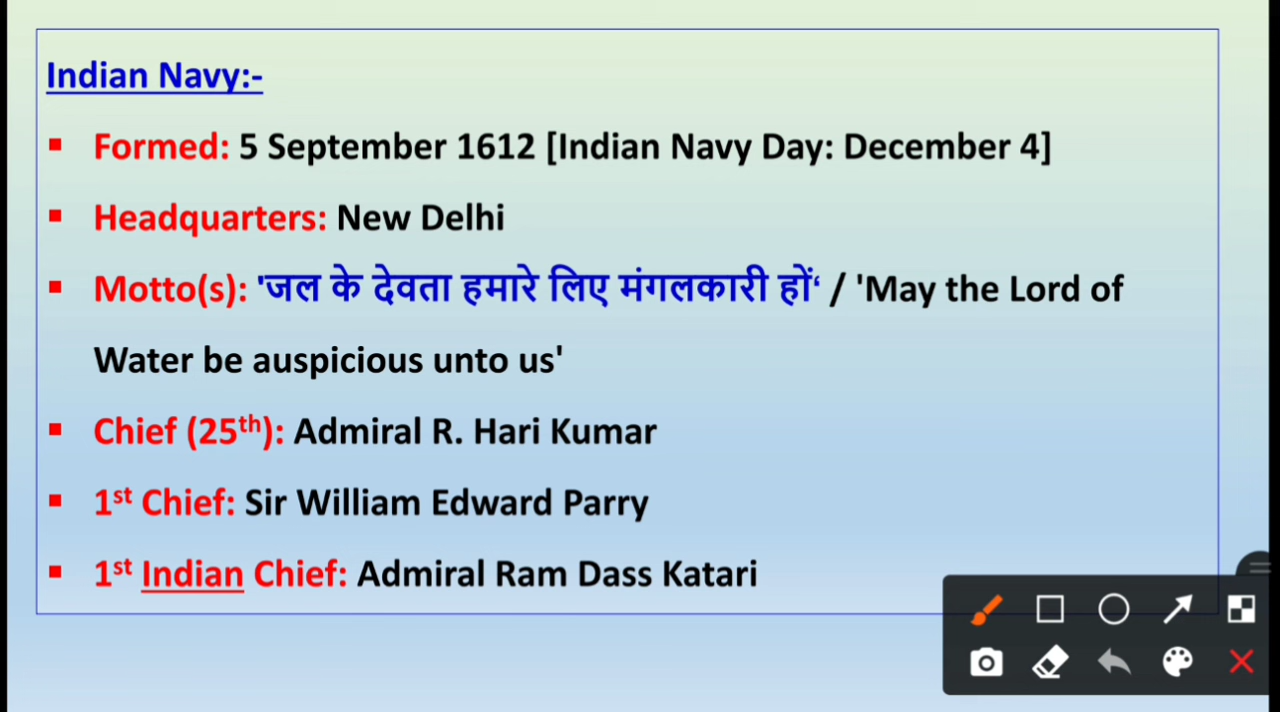 Indian Navy:-
▪ Formed: 5 September 1612 [Indian Navy Day: December 4]
▪ Headquarters: New Delhi
▪ Motto(s): 'जल के देवता हमारे लिए मंगलकारी हों‘ / 'May the Lord of
Water be auspicious unto us'
▪ Chief (25th): Admiral R. Hari Kumar
▪ 1st Chief: Sir William Edward Parry
▪ 1st Indian Chief: Admiral Ram Dass Katari